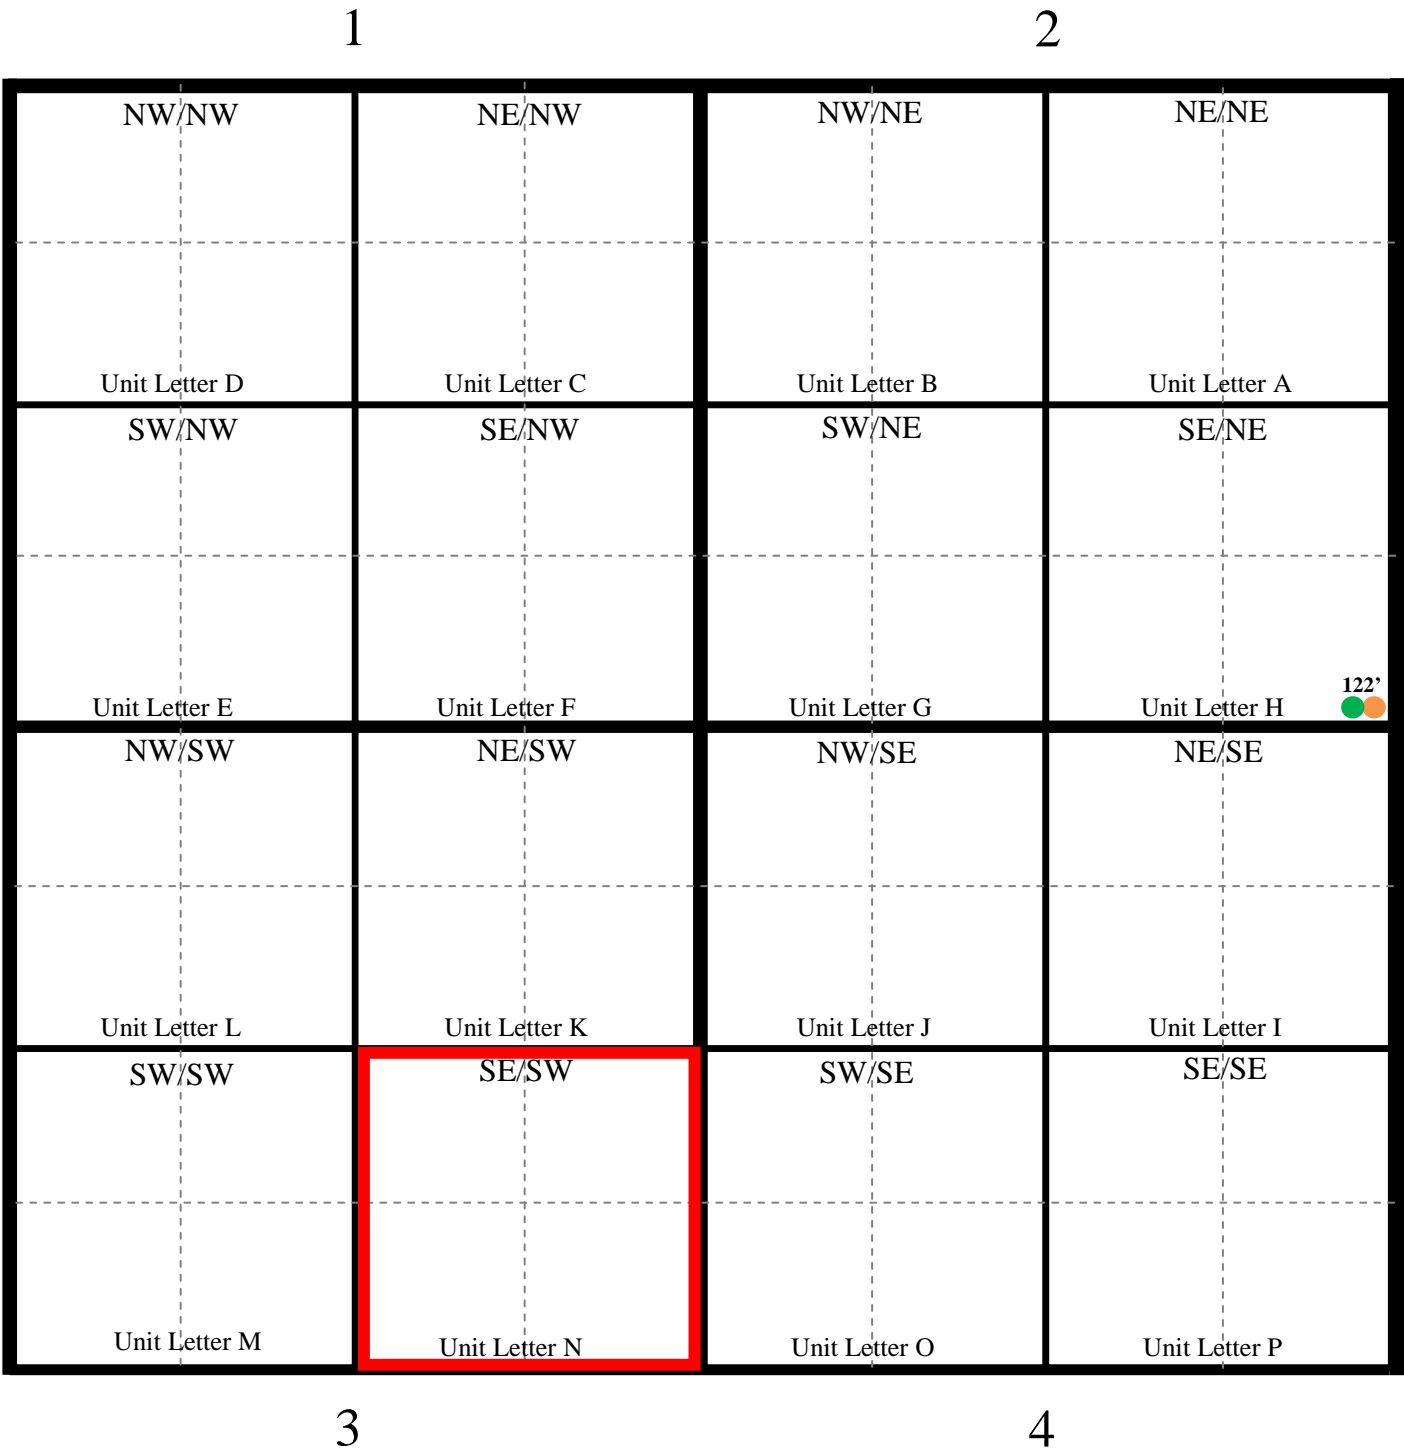 1 2
NW/NW NE/NW NW/NE NE/NE
Unit Letter D Unit Letter C Unit Letter B Unit Letter A
SW/NW SE/NW SW/NE SE/NE
122’
Unit Letter E Unit Letter F Unit Letter G Unit Letter H
NW/SW NE/SW NW/SE NE/SE
Unit Letter L Unit Letter K Unit Letter J Unit Letter I
SW/SW SE/SW SW/SE SE/SE
Unit Letter M Unit Letter N Unit Letter O Unit Letter P
3 4